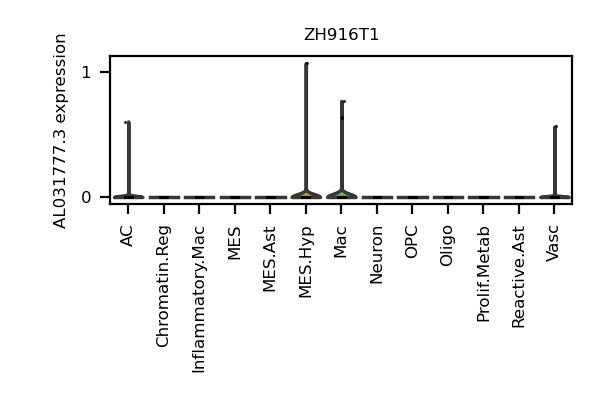 ZH916T1
AL031777.3 expression
1
0
AC
Chromatin.Reg
Inflammatory.Mac
MES
MES.Ast
MES.Hyp
Mac
Neuron
OPC
Oligo
Prolif.Metab
Reactive.Ast
Vasc